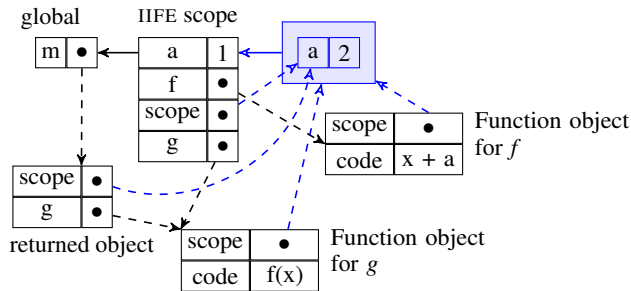 global
IIFE scope
m
a 1
a 2
f
scope
g
scope
code x + a
Function object
for f
scope
g
returned object
scope
code f(x)
Function object
for g